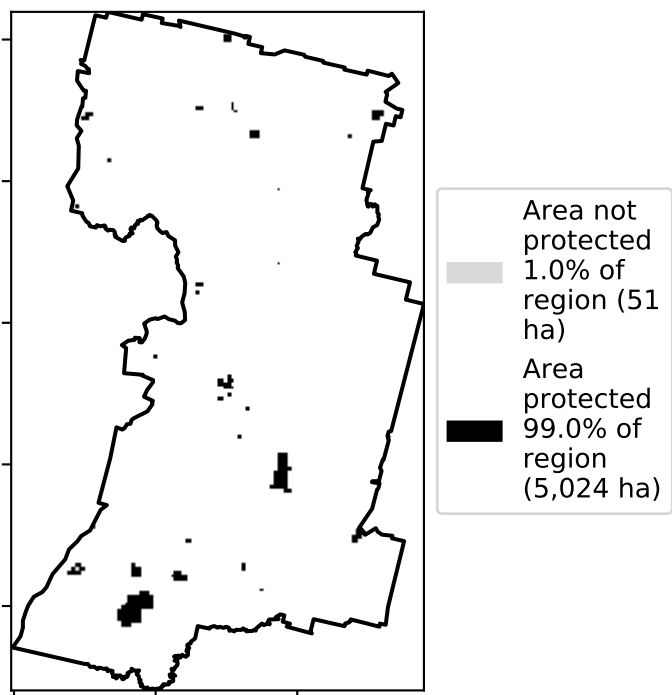 Area not
protected
1.0% of
region (51
ha)
Area
protected
99.0% of
region
(5,024 ha)